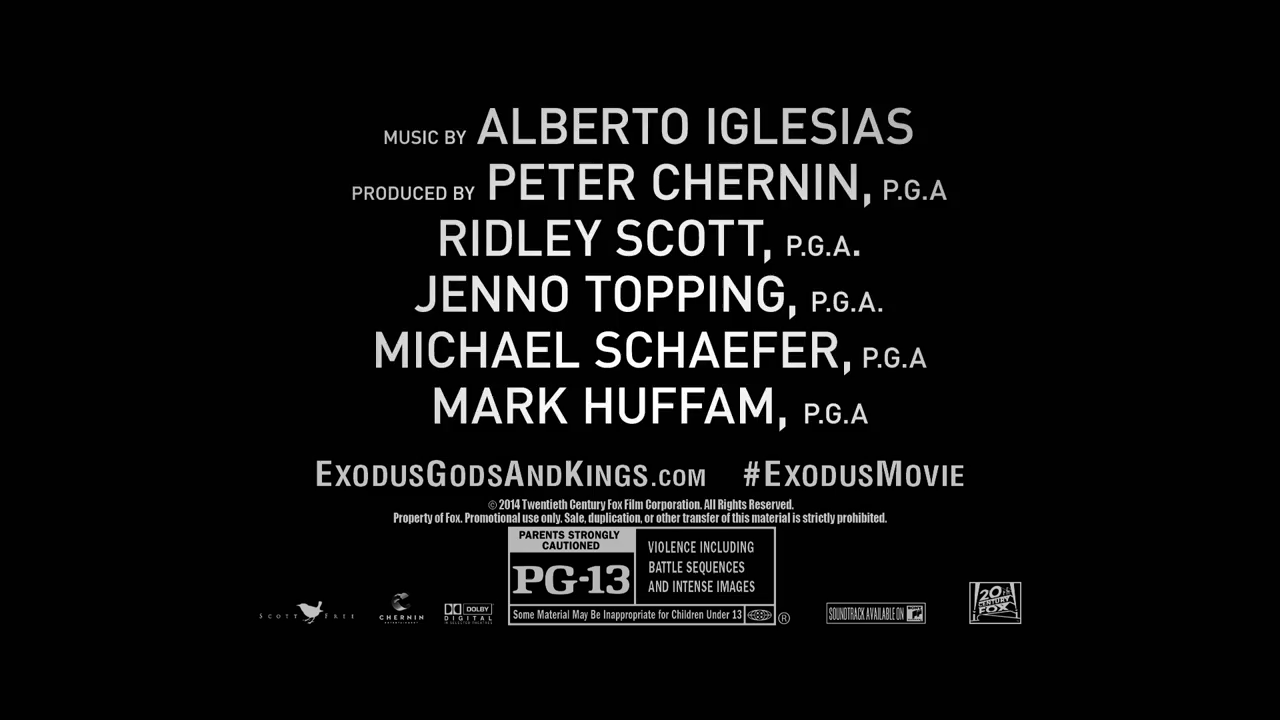 MUSIC BY ALBERTO IGLESIAS
PRODUCED BY PETER CHERNIN, P.G.A
RIDLEY SCOTT, P.G.A.
JENNO TOPPING, P.G.A.
MICHAEL SCHAEFER, P.G.A
MARK HUFFAM, P.G.A
EXODUSGODSANDKINGS.COM #EXODUSMOVIE
© 2014 Twentieth Century Fox Film Corporation. All Rights Reserved.
Property of Fox. Promotional use only. Sale, duplication, or other transfer of this material is strictly prohibited.
PARENTS STRONGLY
CAUTIONED
PG-13
VIOLENCE INCLUDING
BATTLE SEQUENCES
AND INTENSE IMAGES
Some Material May Be Inappropriate for Children Under 13
®
SCOTT FREE
CHERNIN
ENTERTAINMENT
DOLBY
DIGITAL
IN SELECTED THEATRES
SOUNDTRACK AVAILABLE ON
20th
CENTURY
FOX